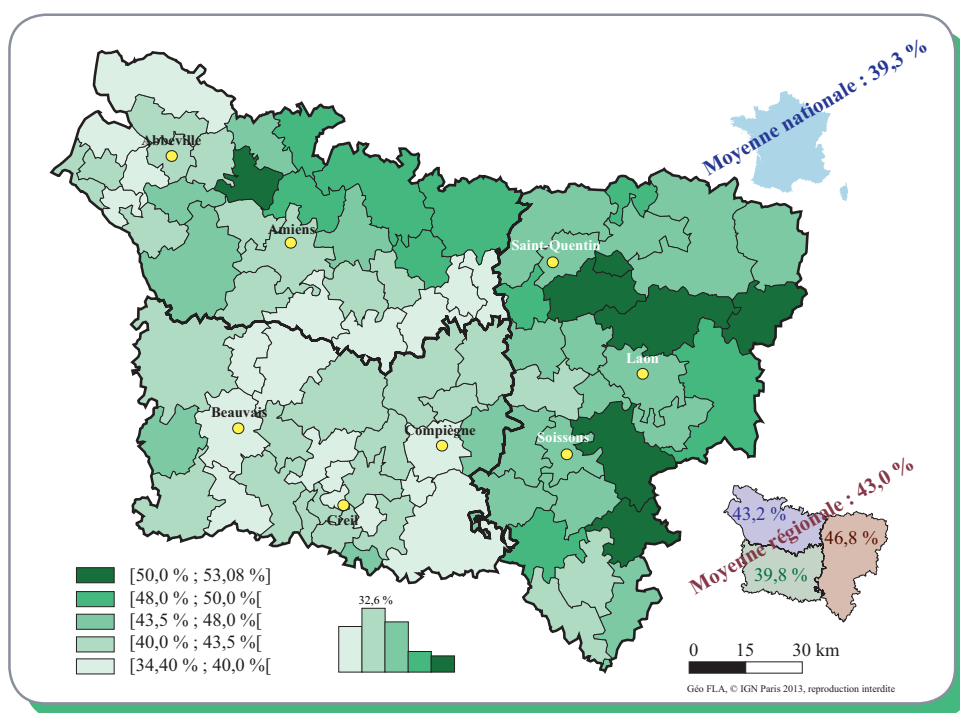 Moyenne nationale : 39,3 %
Abbeville
Amiens
Saint-Quentin
Laon
Beauvais
Compiègne
Soissons
Creil
Moyenne régionale : 43,0 %
43,2 %
46,8 %
39,8 %
[50,0 % ; 53,08 %]
[48,0 % ; 50,0 %[
[43,5 % ; 48,0 %[
[40,0 % ; 43,5 %[
[34,40 % ; 40,0 %[
32,6 %
0 15 30 km
Géo FLA, © IGN Paris 2013, reproduction interdite